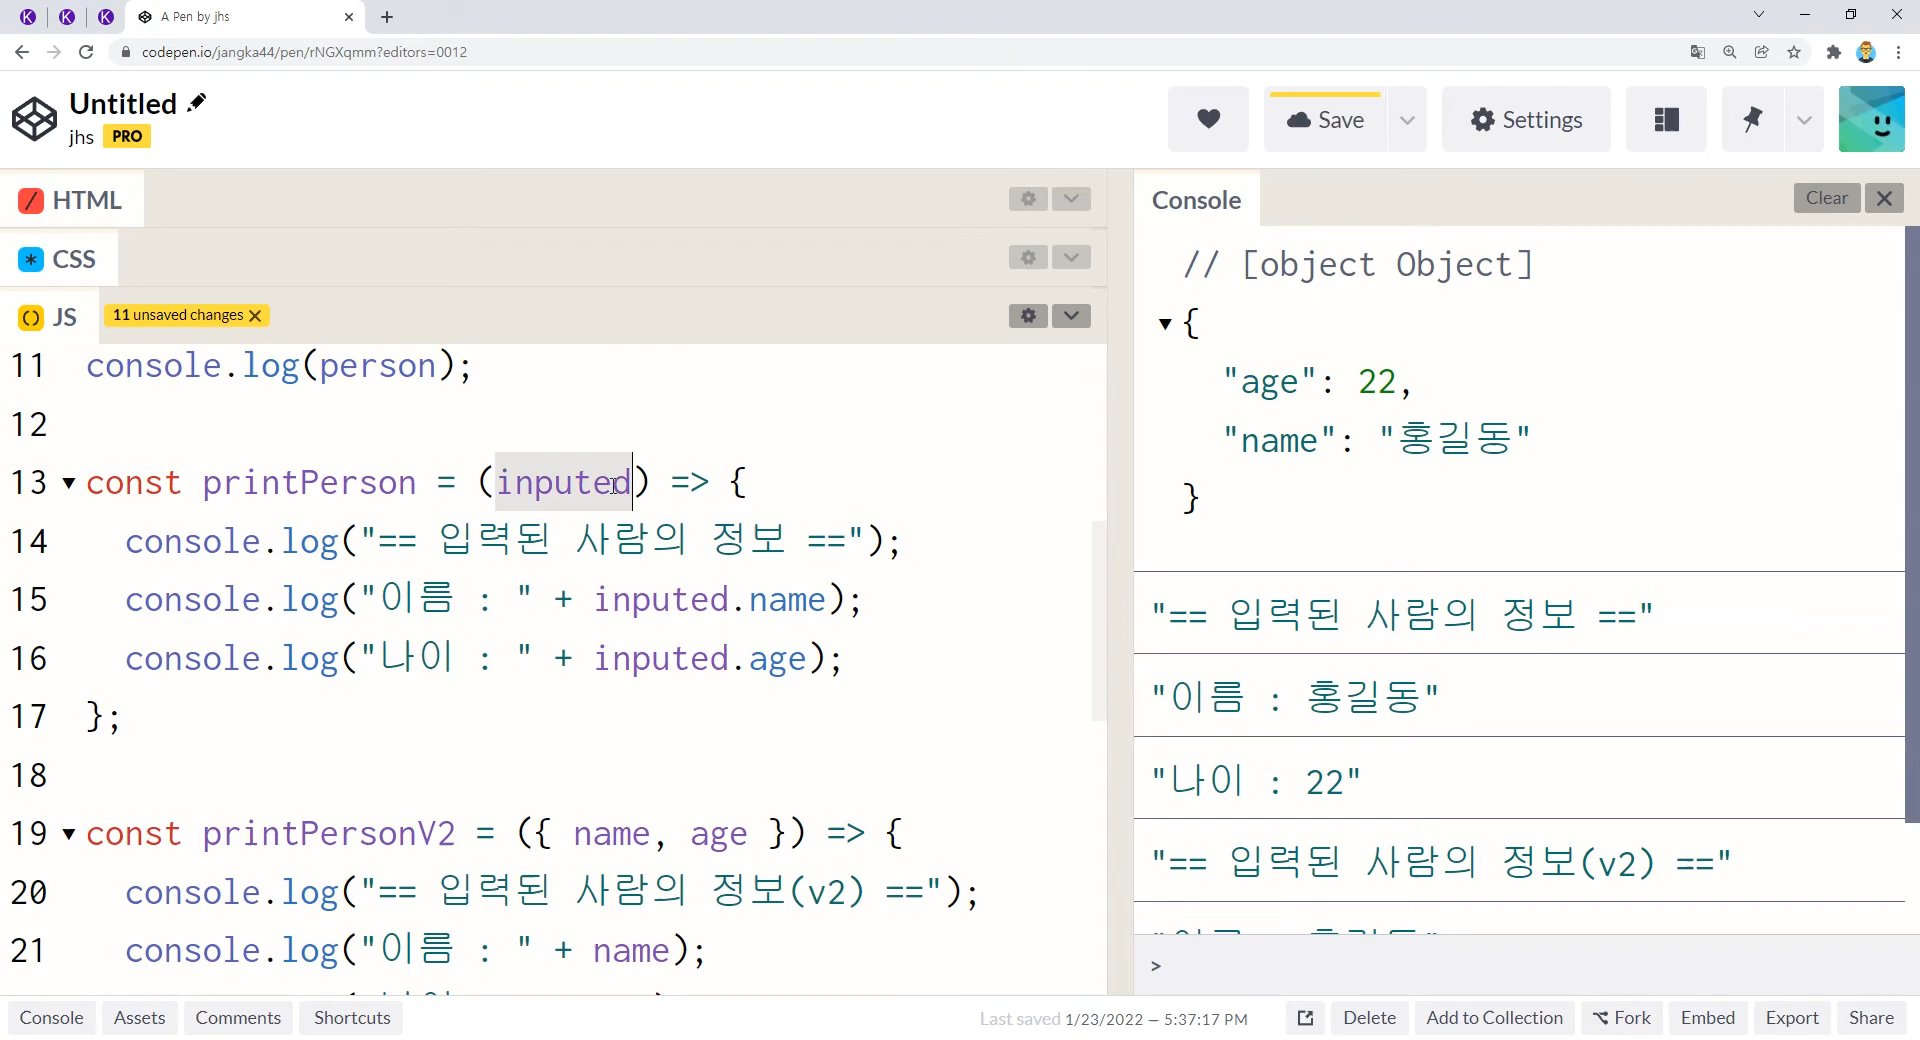 A Pen by jhs
codepen.io/jangka44/pen/rNGXqmm?editors=0012
Untitled
jhs PRO
Save
Settings
HTML
CSS
JS 11 unsaved changes
11 console.log(person);
12
13 const printPerson = (inputed) => {
14 console.log("== 입력된 사람의 정보 ==");
15 console.log("이름 : " + inputed.name);
16 console.log("나이 : " + inputed.age);
17 };
18
19 const printPersonV2 = ({ name, age }) => {
20 console.log("== 입력된 사람의 정보(v2) ==");
21 console.log("이름 : " + name);
Console
Clear
// [object Object]
{
"age": 22,
"name": "홍길동"
}
"== 입력된 사람의 정보 =="
"이름 : 홍길동"
"나이 : 22"
"== 입력된 사람의 정보(v2) =="
>
Console Assets Comments Shortcuts
Last saved 1/23/2022 — 5:37:17 PM
Delete Add to Collection Fork Embed Export Share